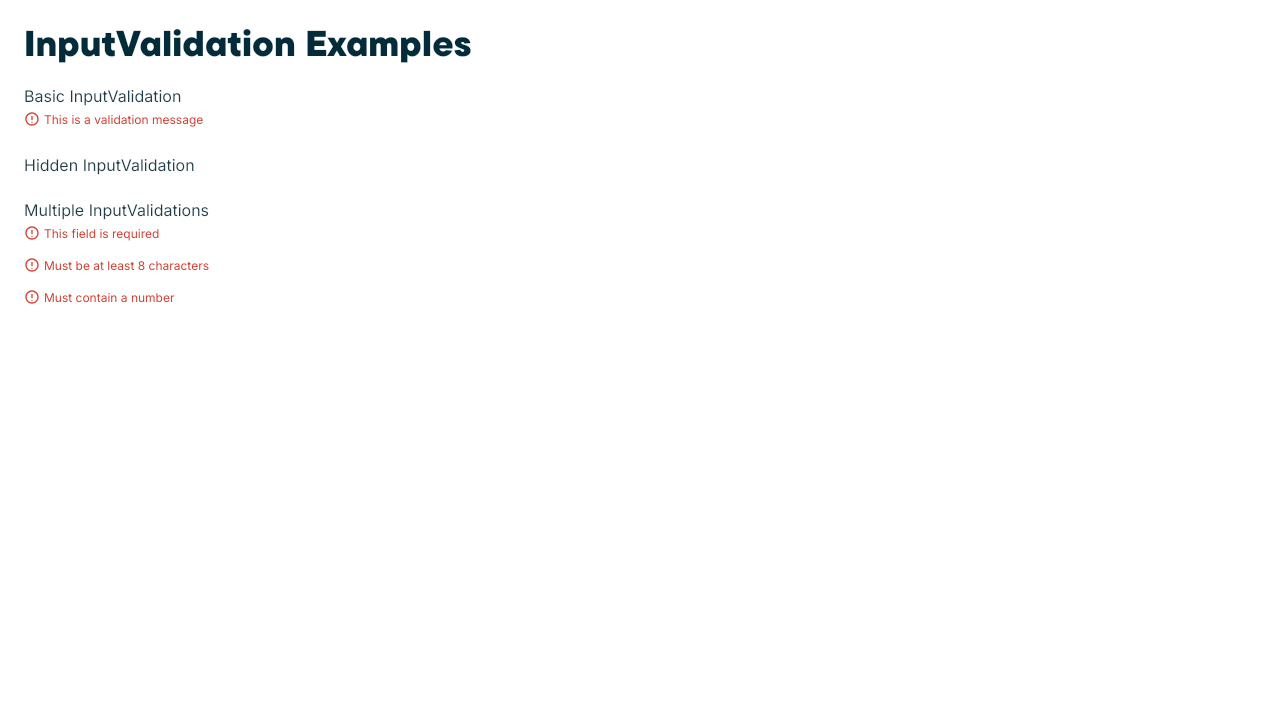 InputValidation Examples
Basic InputValidation
This is a validation message
Hidden InputValidation
Multiple InputValidations
This field is required
Must be at least 8 characters
Must contain a number